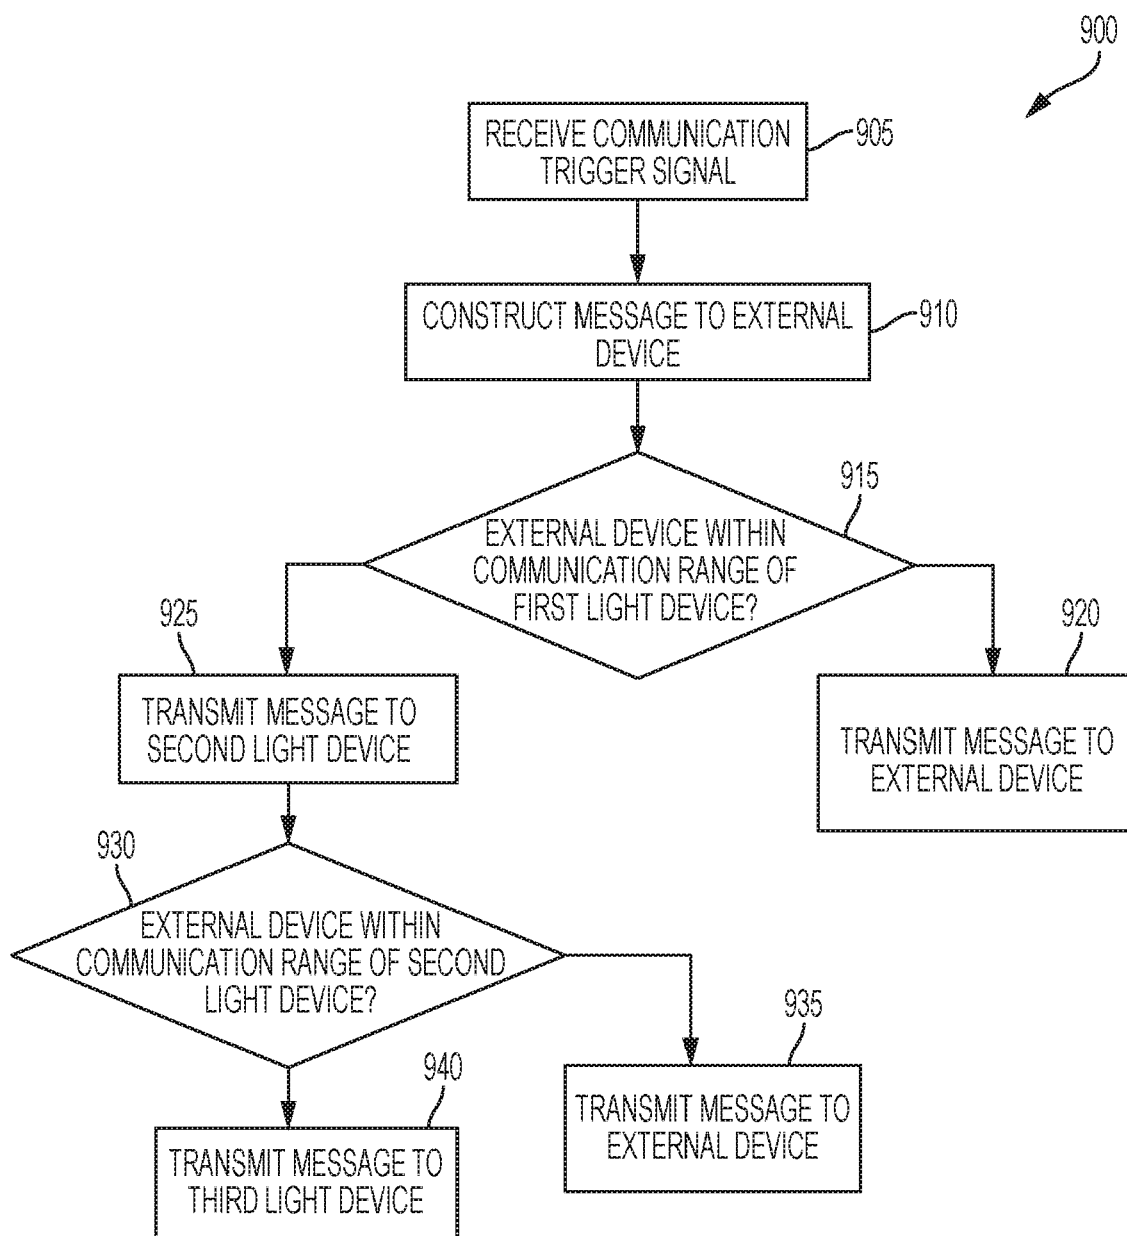 900
RECEIVE COMMUNICATION
TRIGGER SIGNAL
905
CONSTRUCT MESSAGE TO EXTERNAL
DEVICE
910
915
EXTERNAL DEVICE WITHIN
COMMUNICATION RANGE OF
FIRST LIGHT DEVICE?
925
920
TRANSMIT MESSAGE TO
SECOND LIGHT DEVICE
TRANSMIT MESSAGE TO
EXTERNAL DEVICE
930
EXTERNAL DEVICE WITHIN
COMMUNICATION RANGE OF SECOND
LIGHT DEVICE?
935
940
TRANSMIT MESSAGE TO
EXTERNAL DEVICE
TRANSMIT MESSAGE TO
THIRD LIGHT DEVICE